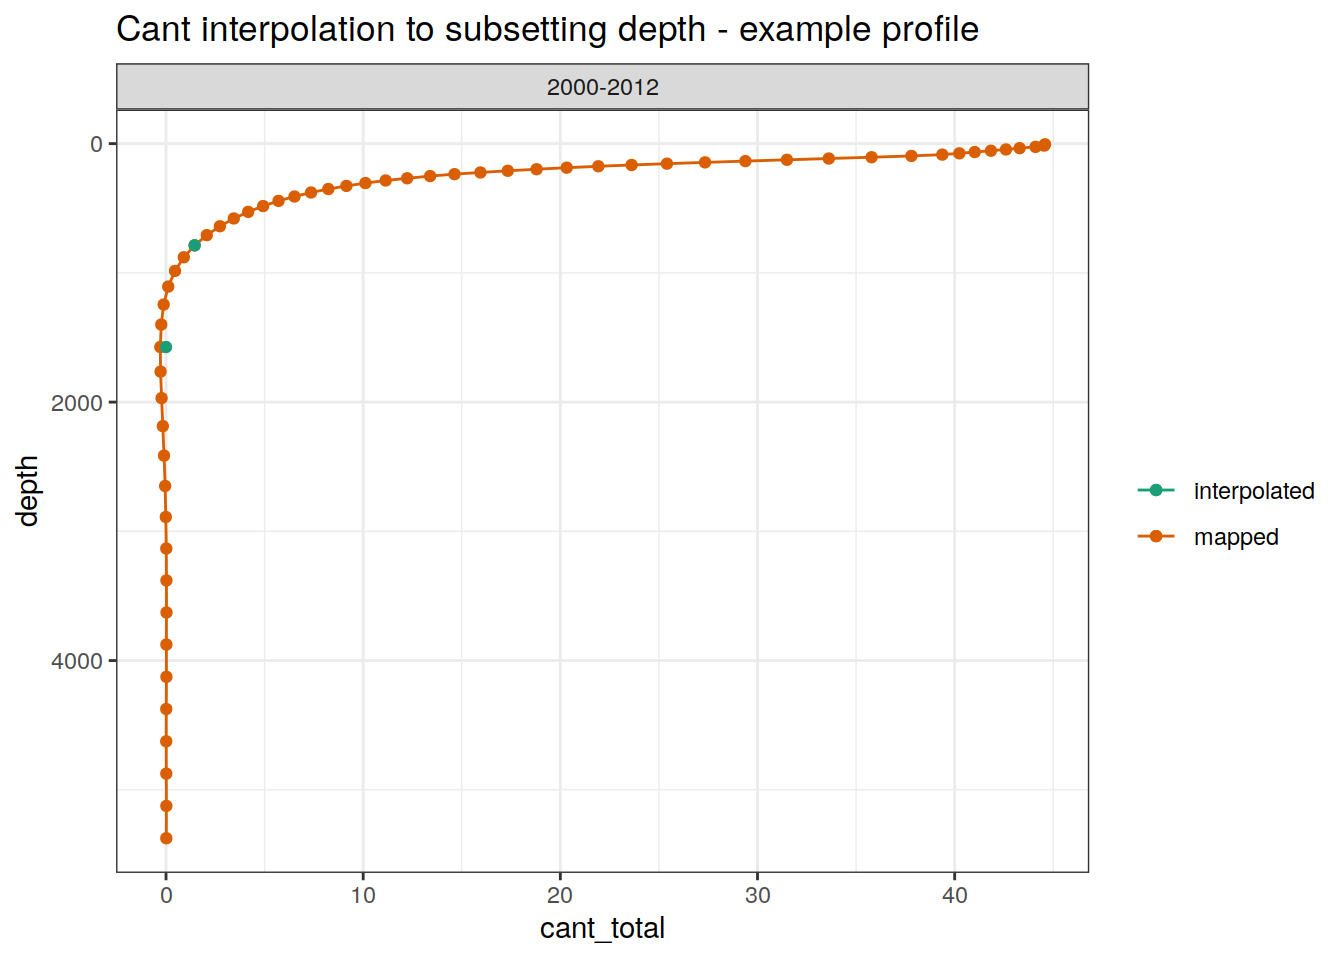 Cant interpolation to subsetting depth - example profile
2000-2012
0
2000
4000
depth
0 10 20 30 40
cant_total
interpolated
mapped